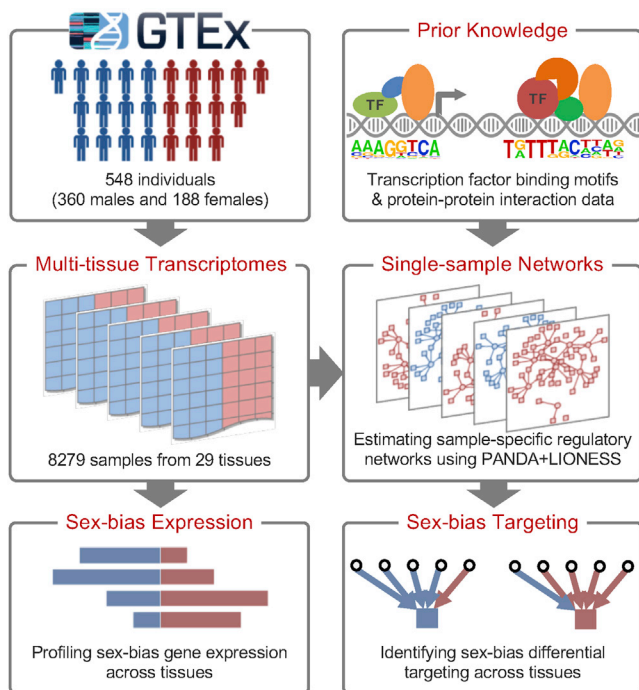 GTEx
548 individuals
(360 males and 188 females)
Prior Knowledge
TF
TF
AAAGGTCA
TGTTTACTTAG
Transcription factor binding motifs
& protein-protein interaction data
Multi-tissue Transcriptomes
8279 samples from 29 tissues
Single-sample Networks
Estimating sample-specific regulatory
networks using PANDA+LIONESS
Sex-bias Expression
Profiling sex-bias gene expression
across tissues
Sex-bias Targeting
Identifying sex-bias differential
targeting across tissues